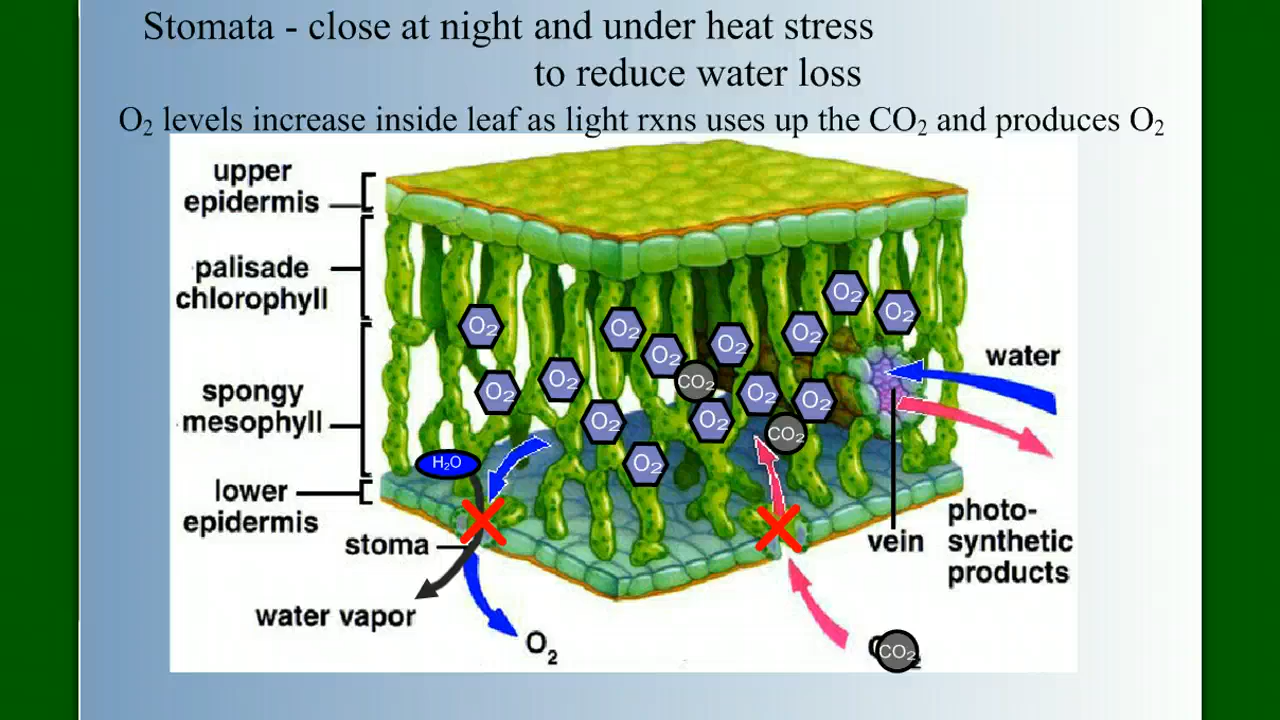 Stomata - close at night and under heat stress
to reduce water loss
O₂ levels increase inside leaf as light rxns uses up the CO₂ and produces O₂
upper
epidermis
palisade
chlorophyll
spongy
mesophyll
lower
epidermis
stoma
water vapor
O₂
H₂O
O₂
O₂
O₂
O₂
O₂
O₂
O₂
O₂
O₂
O₂
O₂
O₂
O₂
O₂
CO₂
CO₂
CO₂
water
vein
photo-
synthetic
products